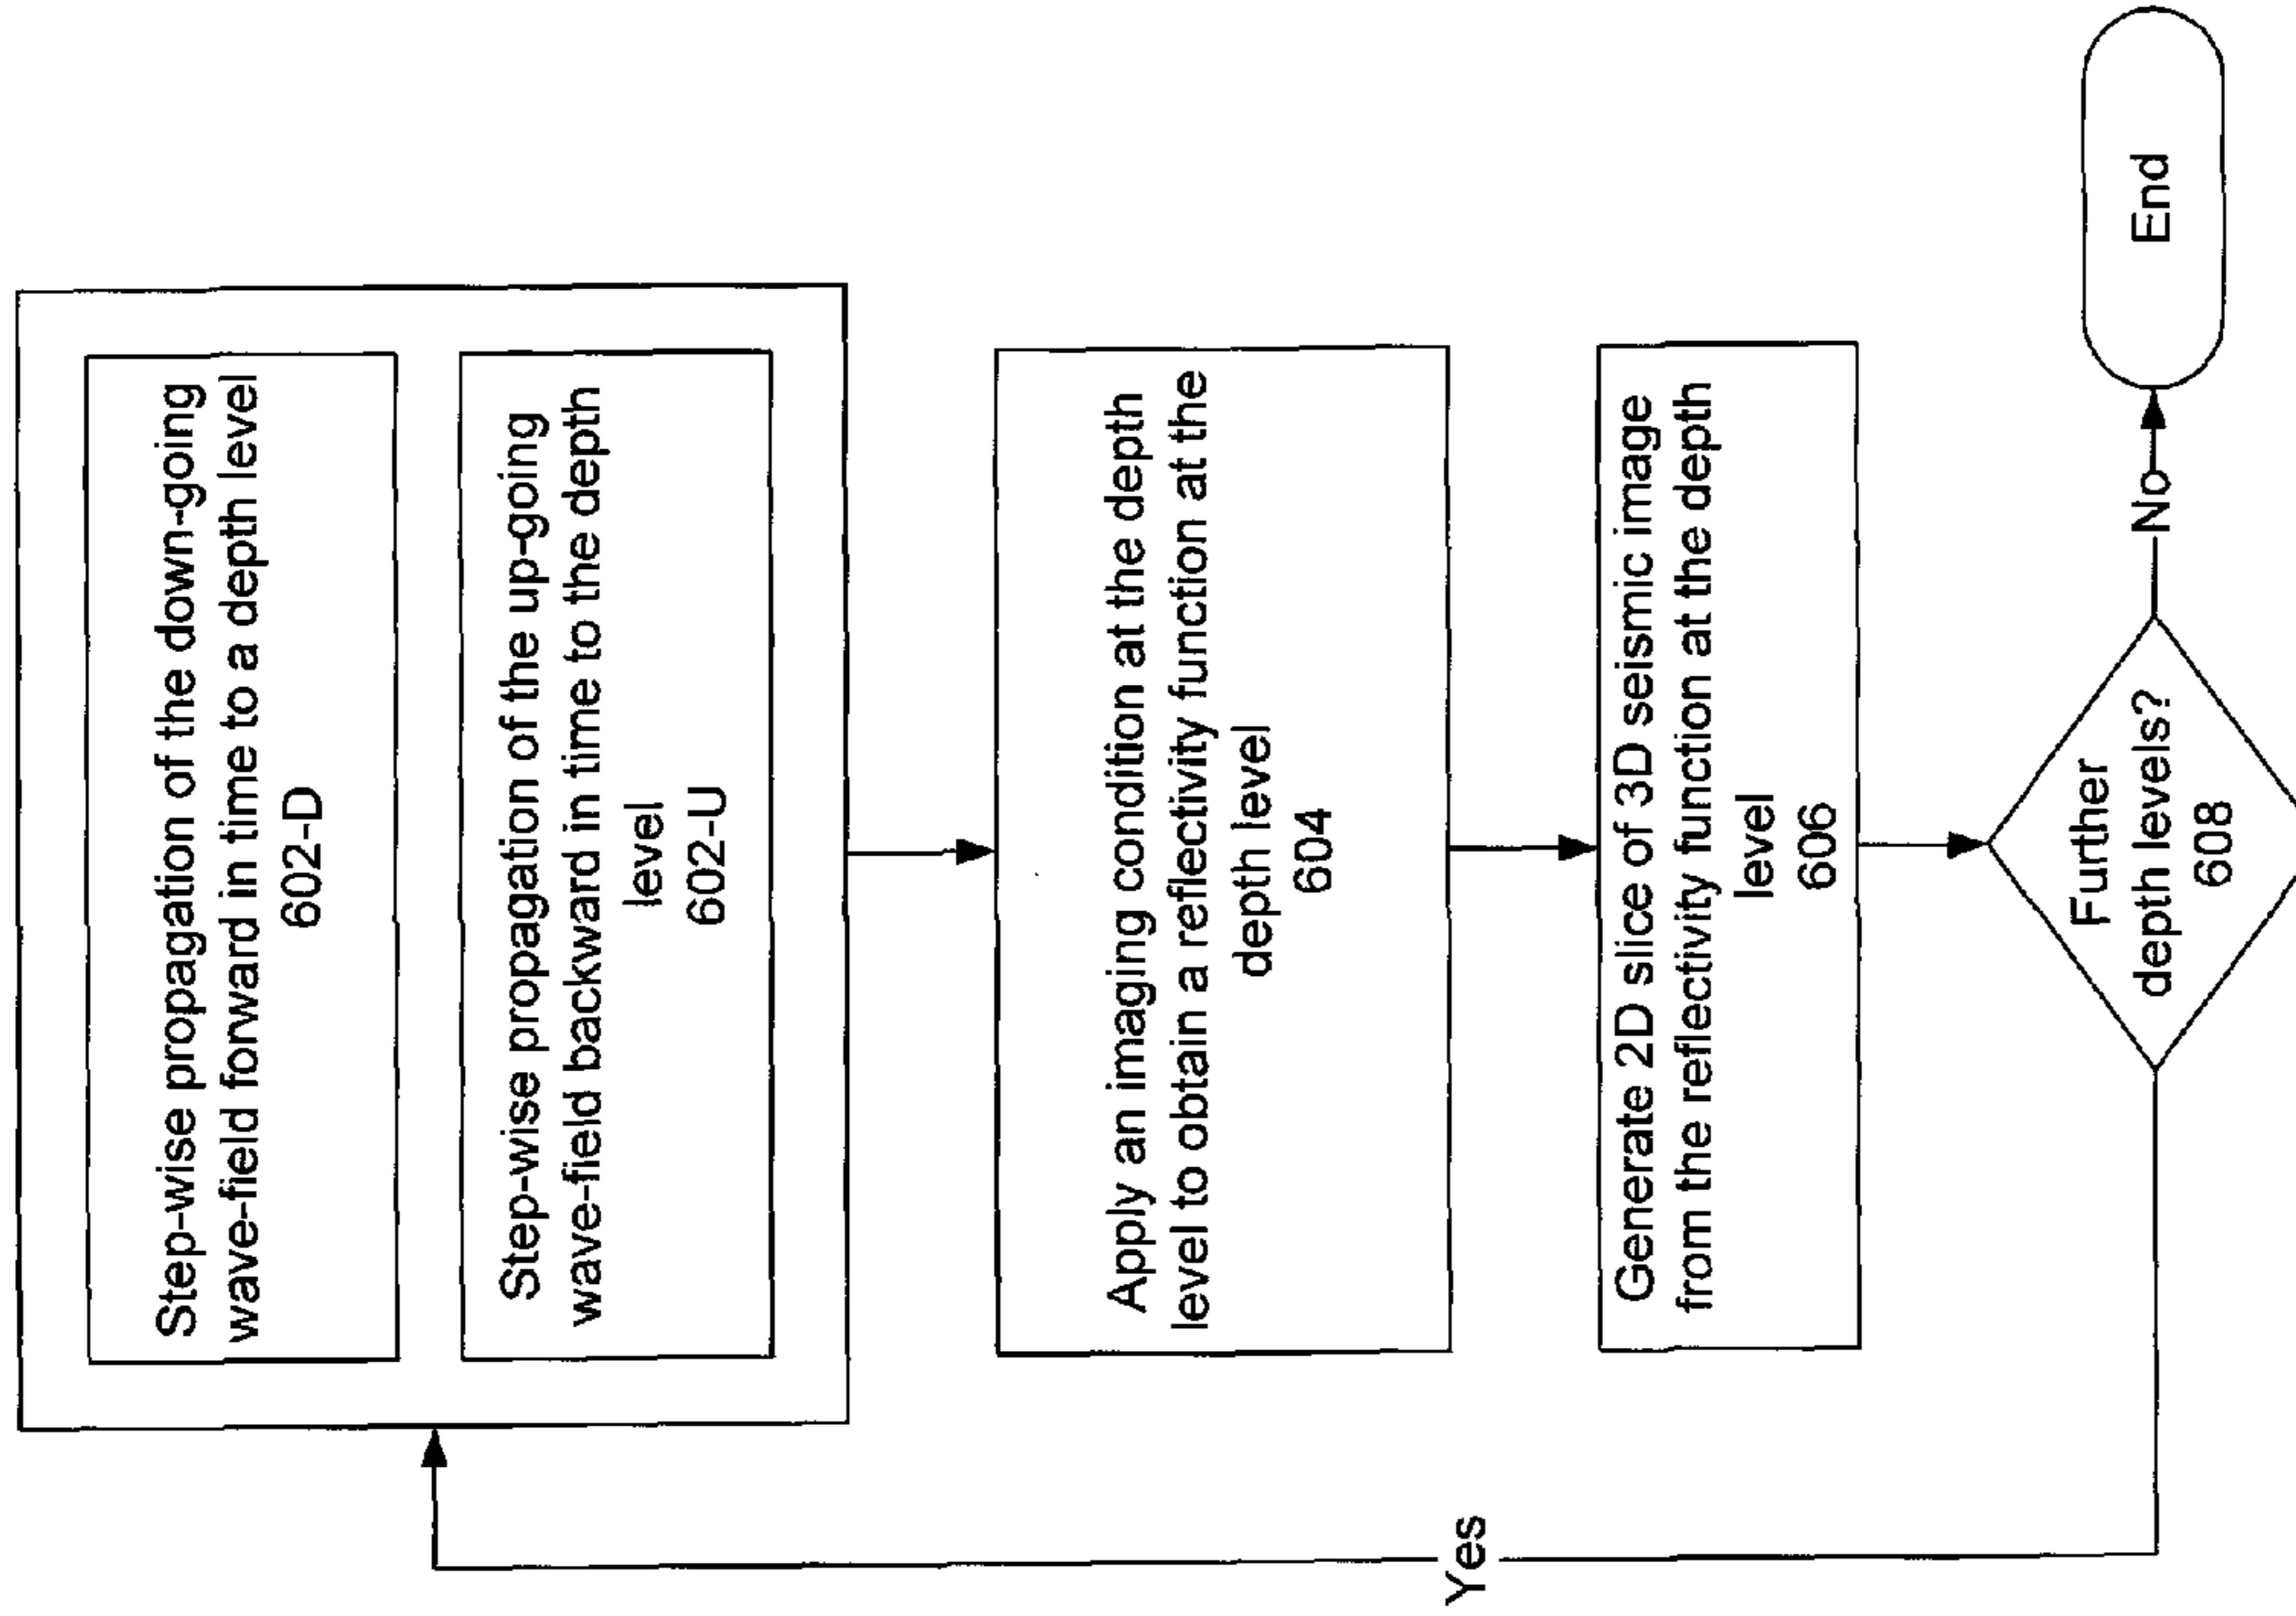 Step-wise propagation of the down-going
wave-field forward in time to a depth level
602-D
Step-wise propagation of the up-going
wave-field backward in time to the depth
level
602-U
Apply an imaging condition at the depth
level to obtain a reflectivity function at the
depth level
604
Generate 2D slice of 3D seismic image
from the reflectivity function at the depth
level
606
Further
depth levels?
608
Yes
No
End